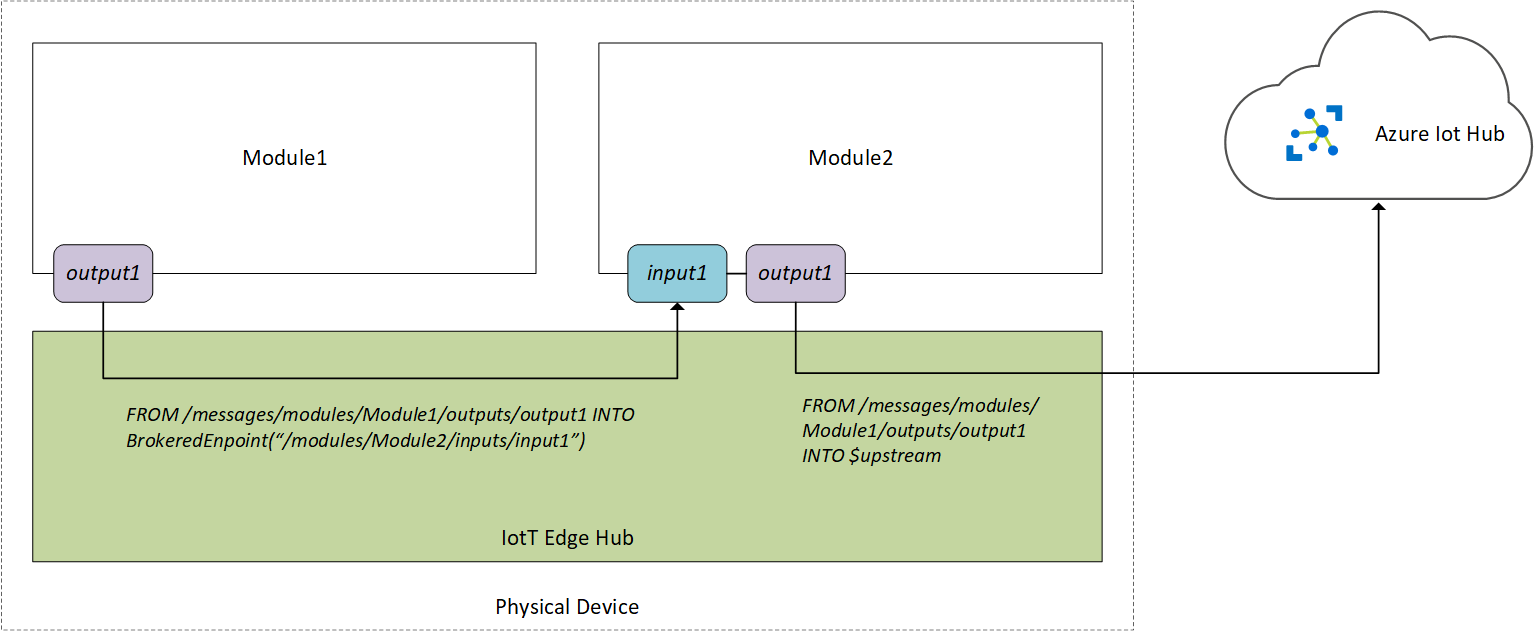 Module1
Module2
Azure Iot Hub
output1
input1
output1
FROM /messages/modules/Module1/outputs/output1 INTO
BrokeredEnpoint(“/modules/Module2/inputs/input1”)
FROM /messages/modules/
Module1/outputs/output1
INTO $upstream
IotT Edge Hub
Physical Device